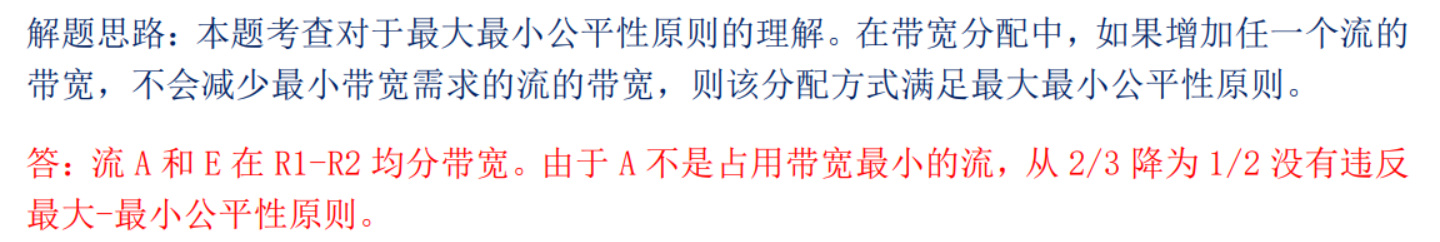 解题思路：本题考查对于最大最小公平性原则的理解。在带宽分配中，如果增加任一个流的
带宽，不会减少最小带宽需求的流的带宽，则该分配方式满足最大最小公平性原则。
答：流 A 和 E 在 R1-R2 均分带宽。由于 A 不是占用带宽最小的流，从 2/3 降为 1/2 没有违反
最大-最小公平性原则。